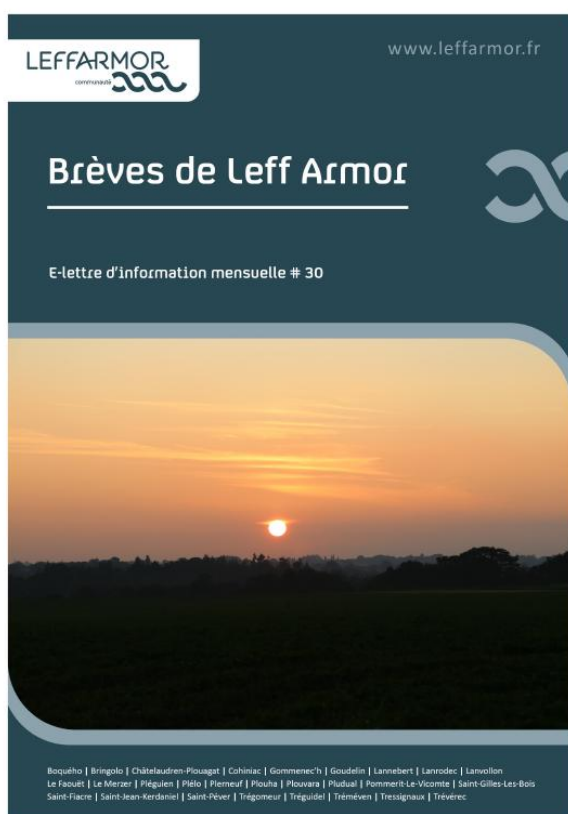 LEFFARMOR
communauté
www.leffarmor.fr
Brèves de Leff Armor
E-lettre d'information mensuelle # 30
Boquého | Bringolo | Châtelaudren-Plouagat | Cohiniac | Gommenec'h | Goudelin | Lannebert | Lanrodec | Lanvollon
Le Faouët | Le Merzer | Pléguien | Plélo | Plerneuf | Plouha | Plouvara | Pludual | Pommerit-Le-Vicomte | Saint-Gilles-Les-Bois
Saint-Fiacre | Saint-Jean-Kerdaniel | Saint-Péver | Trégomeur | Tréguidel | Tréméven | Tressignaux | Trévérec